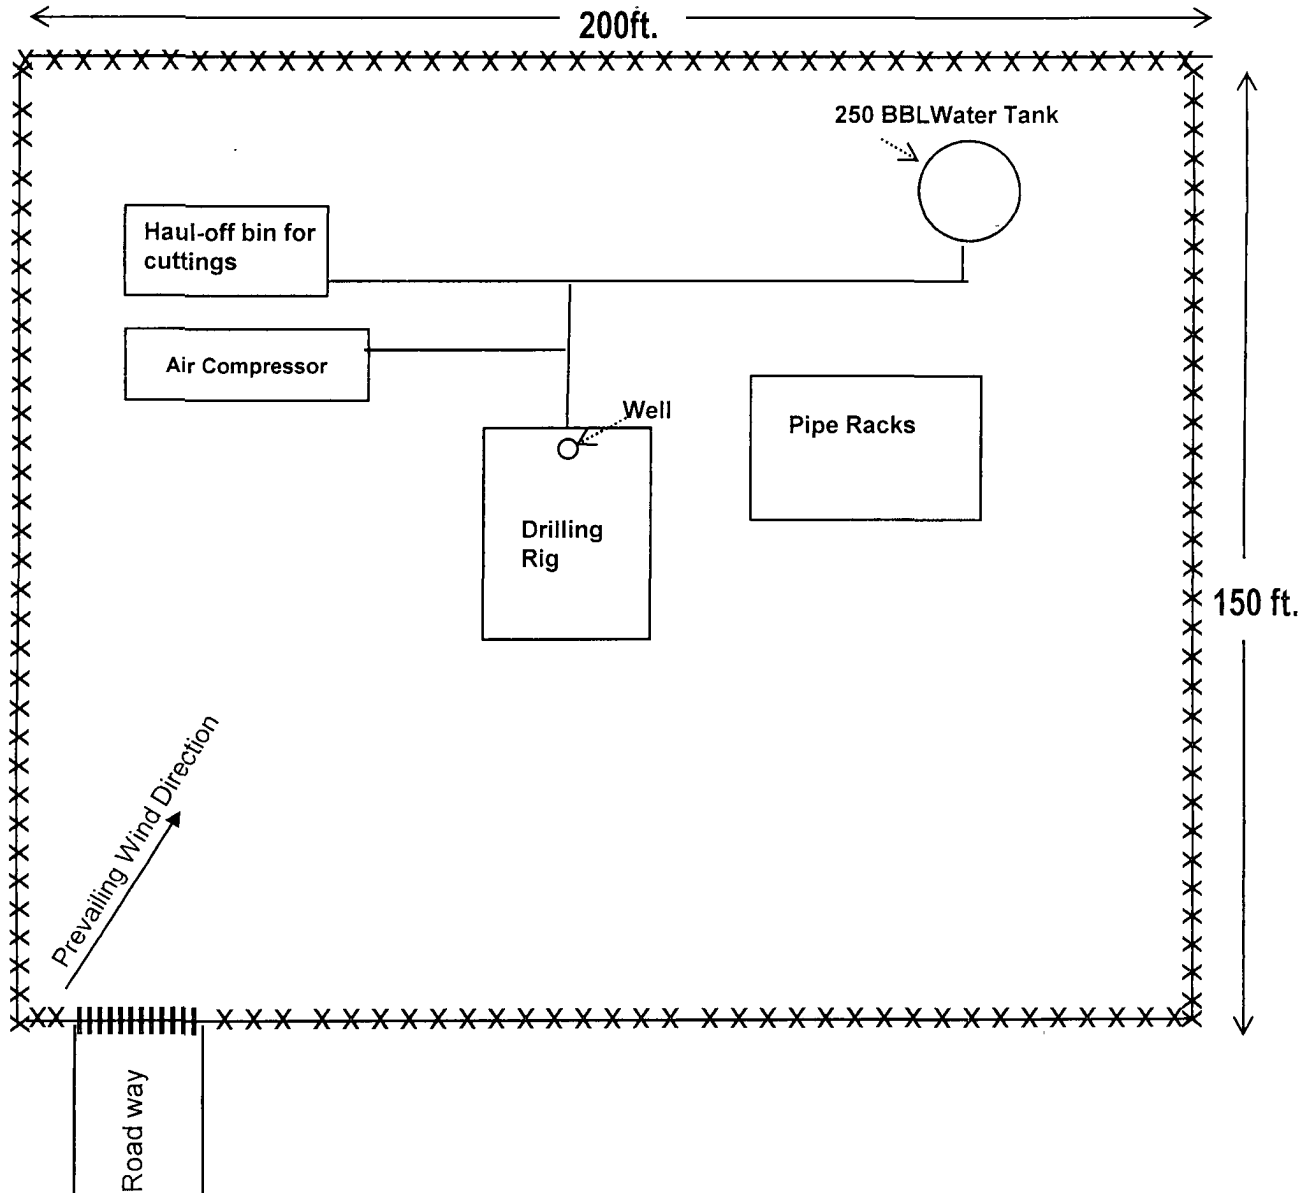 200ft.
250 BBLWater Tank
Haul-off bin for
cuttings
Air Compressor
Well
Pipe Racks
Drilling
Rig
150 ft.
Prevailing Wind Direction
Road way